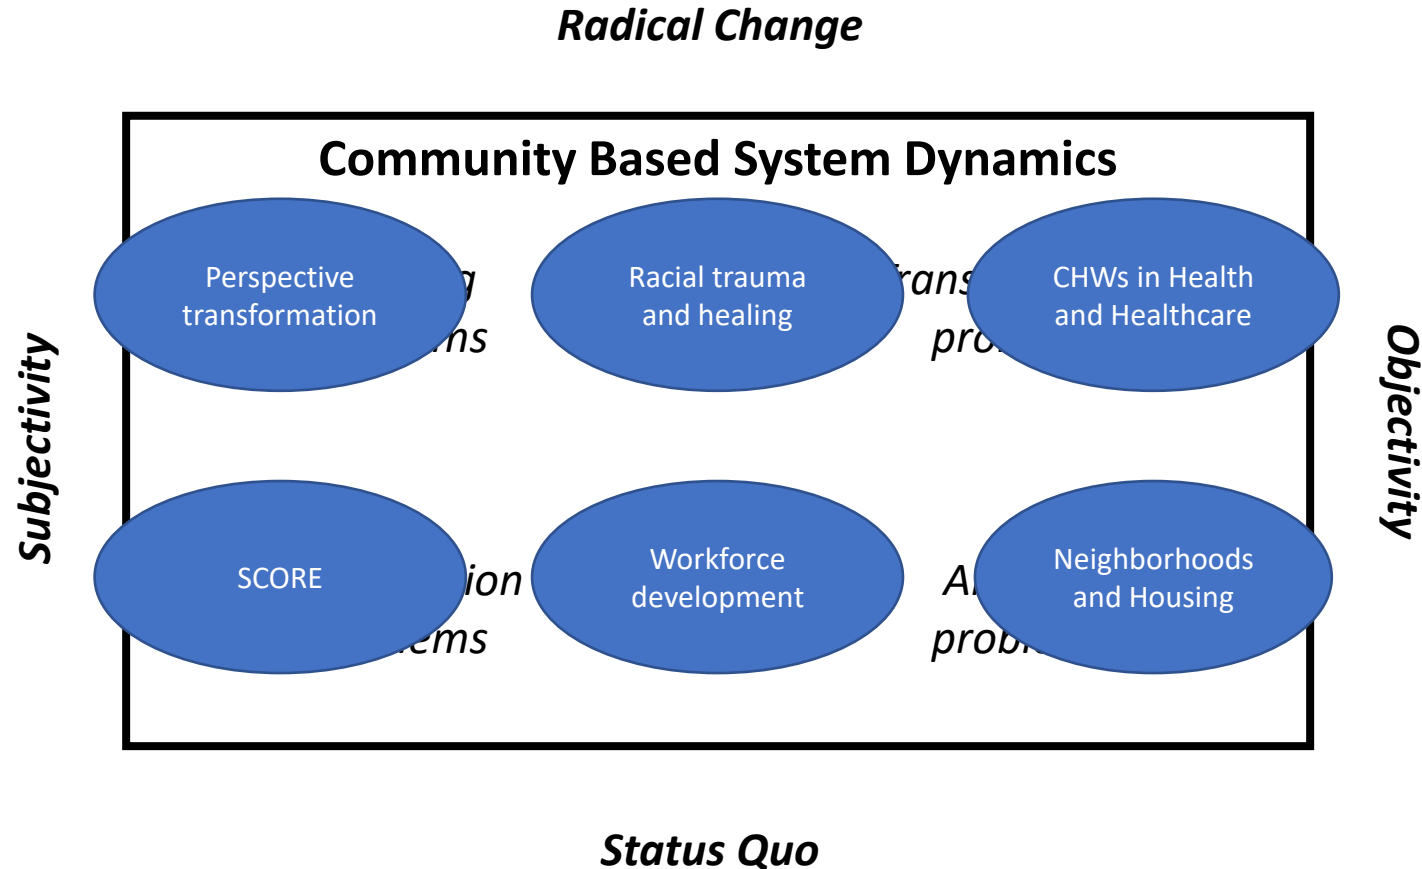 Radical Change
Community Based System Dynamics
Perspective
transformation
Racial trauma
and healing
CHWs in Health
and Healthcare
Subjectivity
Objectivity
SCORE
Workforce
development
Neighborhoods
and Housing
Status Quo